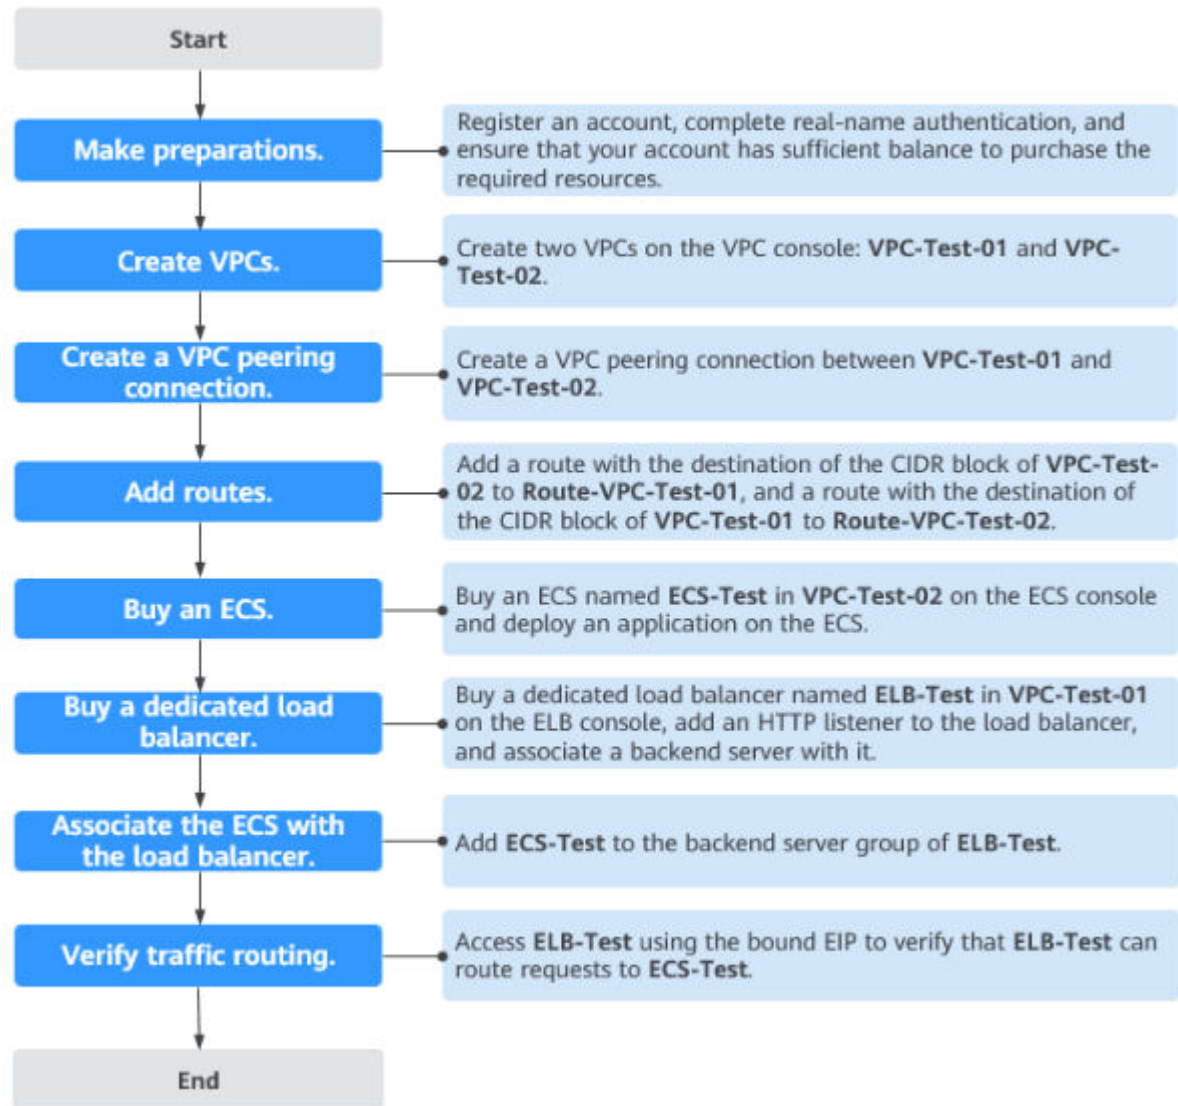 Start
Make preparations.
Register an account, complete real-name authentication, and
ensure that your account has sufficient balance to purchase the
required resources.
Create VPCs.
Create two VPCs on the VPC console: VPC-Test-01 and VPC-
Test-02.
Create a VPC peering
connection.
Create a VPC peering connection between VPC-Test-01 and
VPC-Test-02.
Add routes.
Add a route with the destination of the CIDR block of VPC-Test-
02 to Route-VPC-Test-01, and a route with the destination of
the CIDR block of VPC-Test-01 to Route-VPC-Test-02.
Buy an ECS.
Buy an ECS named ECS-Test in VPC-Test-02 on the ECS console
and deploy an application on the ECS.
Buy a dedicated load
balancer.
Buy a dedicated load balancer named ELB-Test in VPC-Test-01
on the ELB console, add an HTTP listener to the load balancer,
and associate a backend server with it.
Associate the ECS with
the load balancer.
Add ECS-Test to the backend server group of ELB-Test.
Verify traffic routing.
Access ELB-Test using the bound EIP to verify that ELB-Test can
route requests to ECS-Test.
End